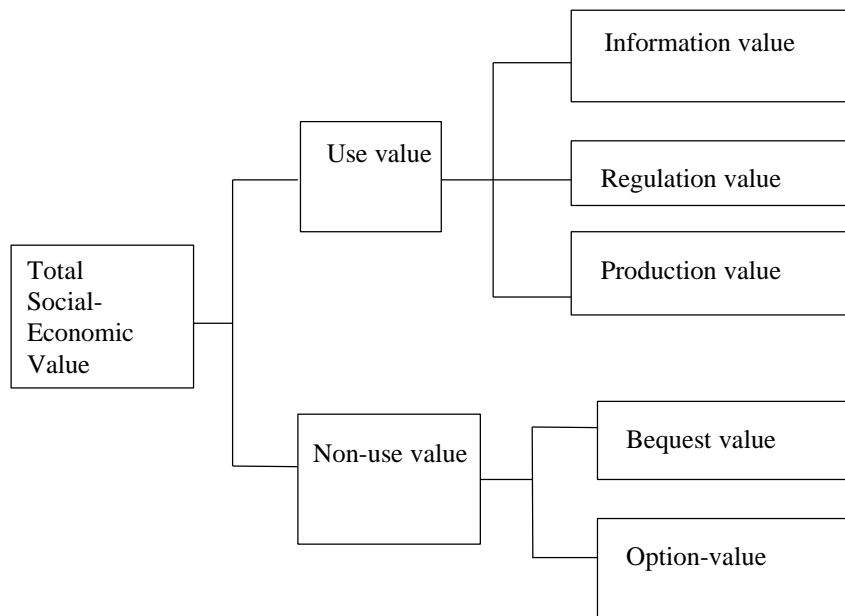 Information value
Use value
Regulation value
Production value
Total
Social-
Economic
Value
Bequest value
Non-use value
Option-value